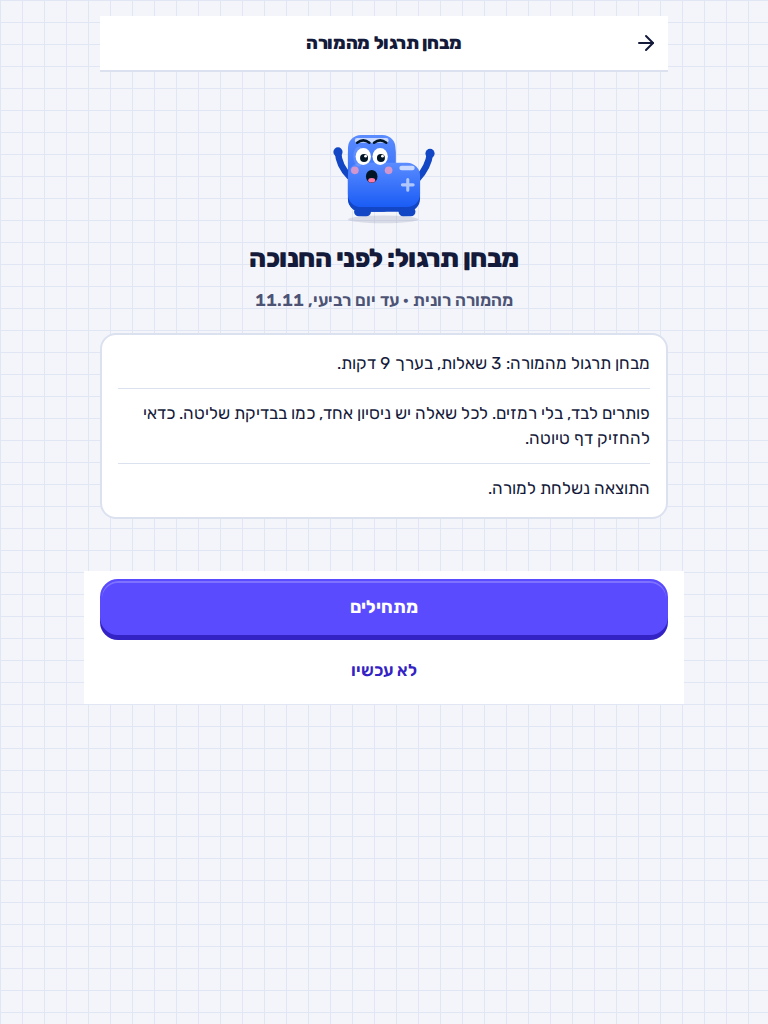 מבחן תרגול מהמורה
מבחן תרגול: לפני החנוכה
מהמורה רונית • עד יום רביעי, 11.11
מבחן תרגול מהמורה: 3 שאלות, בערך 9 דקות.
פותרים לבד, בלי רמזים. לכל שאלה יש ניסיון אחד, כמו בבדיקת שליטה. כדאי
להחזיק דף טיוטה.
התוצאה נשלחת למורה.
מתחילים
לא עכשיו